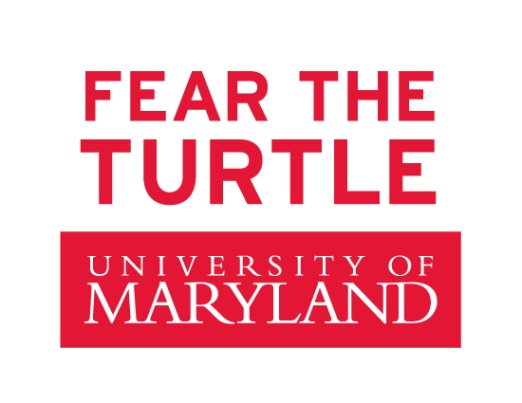 FEAR THE
TURTLE
UNIVERSITY OF
MARYLAND